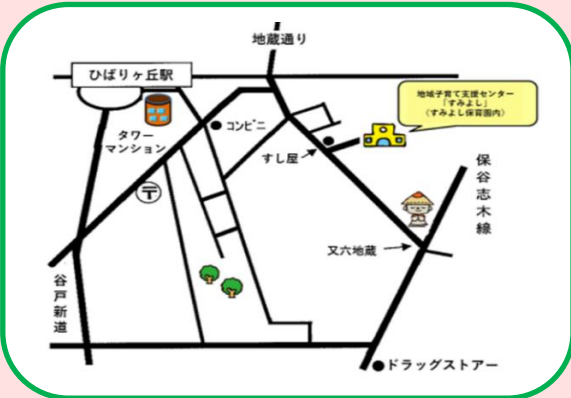 地蔵通り
ひばりヶ丘駅
地域子育て支援センター
「すみよし」
(すみよし保育園内)
コンビニ
タワー
マンション
すし屋
〒
保谷志木線
又六地蔵
谷戸新道
●ドラッグストアー